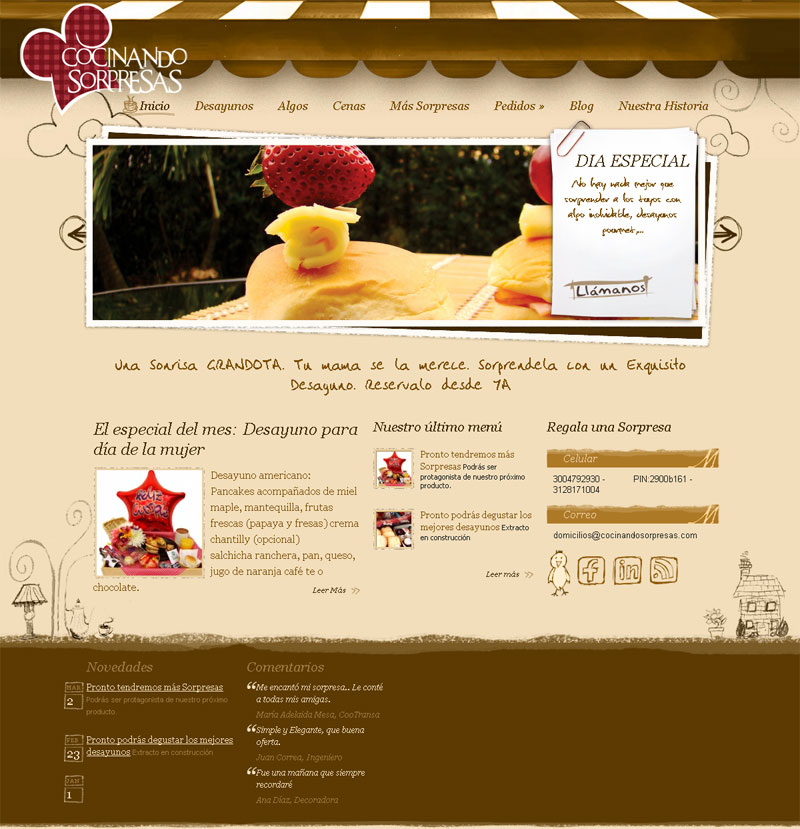 COCINANDO
SORPRESAS
Inicio
Desayunos
Algos
Cenas
Más Sorpresas
Pedidos »
Blog
Nuestra Historia
DIA ESPECIAL
No hay nada mejor que
sorprender a los tuyos con
algo inolvidable, desayunos
gourmet,...
Llámanos
Una Sonrisa GRANDOTA. Tu mama se la merece. Sorprendela con un Exquisito
Desayuno. Reservalo desde YA
El especial del mes: Desayuno para
día de la mujer
Desayuno americano:
Pancakes acompañados de miel
maple, mantequilla, frutas
frescas (papaya y fresas) crema
chantilly (opcional)
salchicha ranchera, pan, queso,
jugo de naranja café te o
chocolate.
Leer Más
Nuestro último menú
Pronto tendremos más
Sorpresas Podrás ser
protagonista de nuestro próximo
producto.
Pronto podrás degustar los
mejores desayunos Extracto
en construcción
Leer más
Regala una Sorpresa
Celular
3004792930 -
3128171004
PIN:2900b161 -
Correo
domicilios@cocinandosorpresas.com
Novedades
MAR
2
Pronto tendremos más Sorpresas
Podrás ser protagonista de nuestro próximo
producto.
FEB
23
Pronto podrás degustar los mejores
desayunos Extracto en construcción
JAN
1
Comentarios
“Me encantó mi sorpresa.. Le conté
a todas mis amigas.
María Adelaida Mesa, CooTransa
“Simple y Elegante, que buena
oferta.
Juan Correa, Ingeniero
“Fue una mañana que siempre
recordaré
Ana Díaz, Decoradora